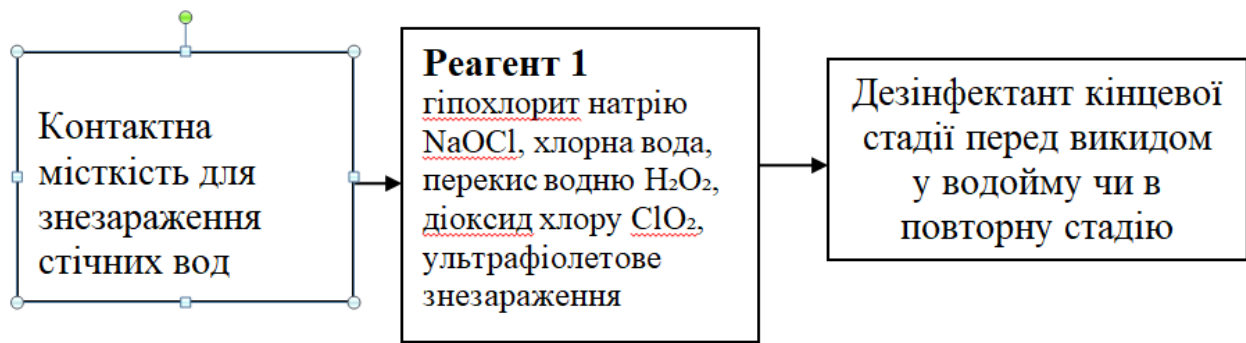 Контактна
місткість для
знезараження
стічних вод
Реагент 1
гіпохлорит натрію
NaOCl, хлорна вода,
перекис водню H₂O₂,
діоксид хлору ClO₂,
ультрафіолетове
знезараження
Дезінфектант кінцевої
стадії перед викидом
у водойму чи в
повторну стадію